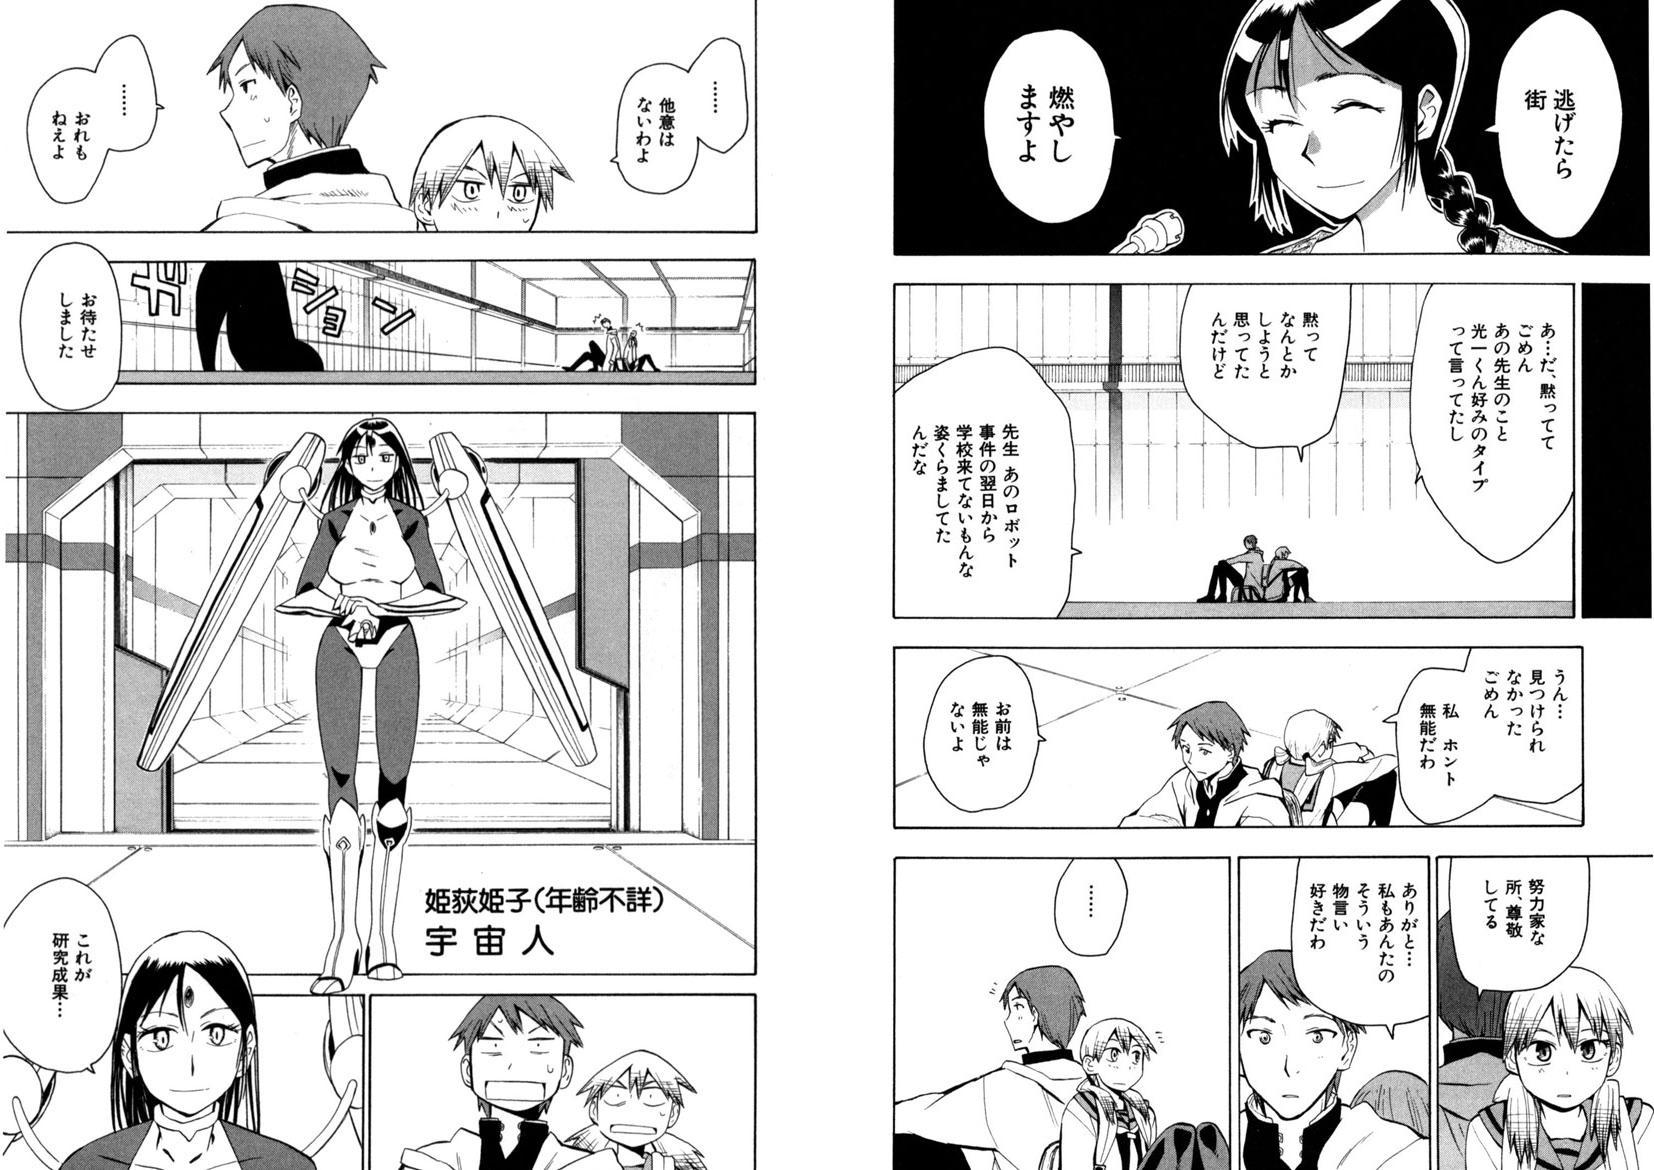 逃げたら
街
燃やし
ますよ
あ…だ、黙ってて
ごめん
あの先生のこと
光一くん好みのタイプ
って言ってたし
黙って
なんとか
しようと
思ってた
んだけど
先生 あのロボット
事件の翌日から
学校来てないもんな
姿くらましてた
んだな
うん…
見つけられ
なかった
ごめん
私 ホント
無能だわ
お前は
無能じゃ
ないよ
努力家な
所、尊敬
してる
ありがと…
私もあんたの
そういう
物言い
好きだわ
……
……
他意は
ないわよ
……
おれも
ねえよ
ガションン
お待たせ
しました
姫荻姫子(年齢不詳)
宇宙人
これが
研究成果…